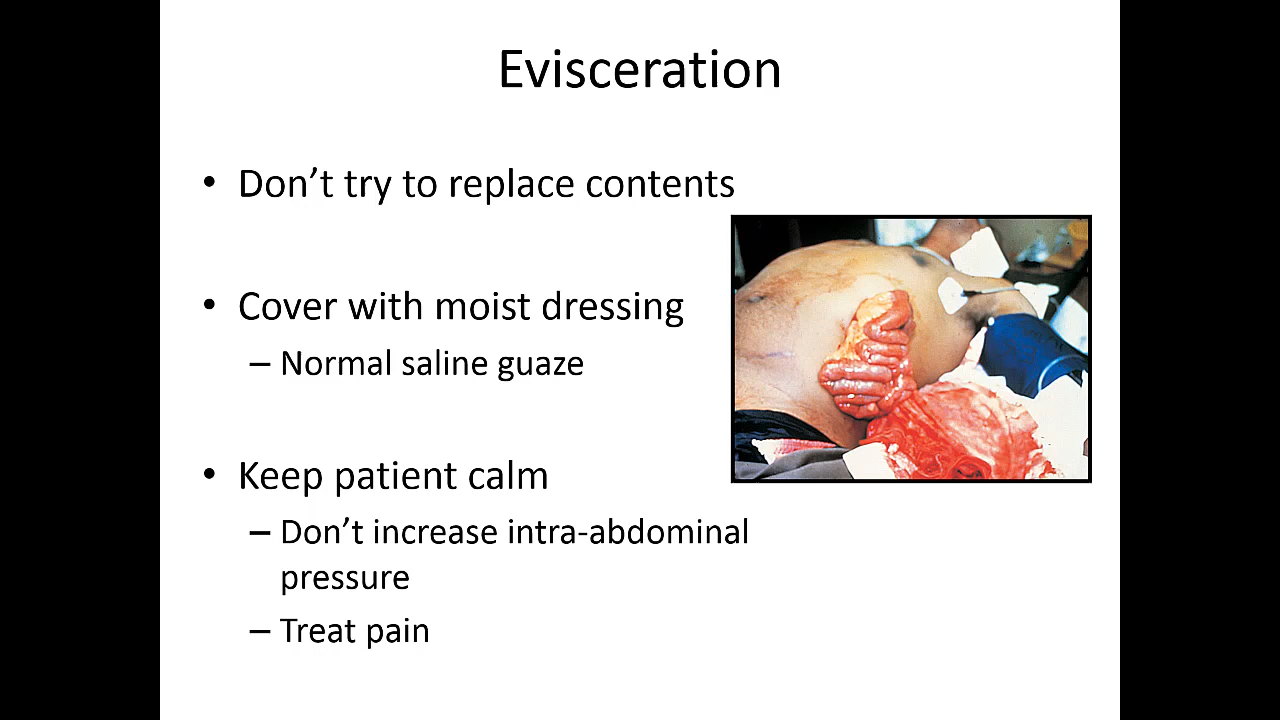 Evisceration
• Don’t try to replace contents
• Cover with moist dressing
– Normal saline guaze
• Keep patient calm
– Don’t increase intra-abdominal
pressure
– Treat pain